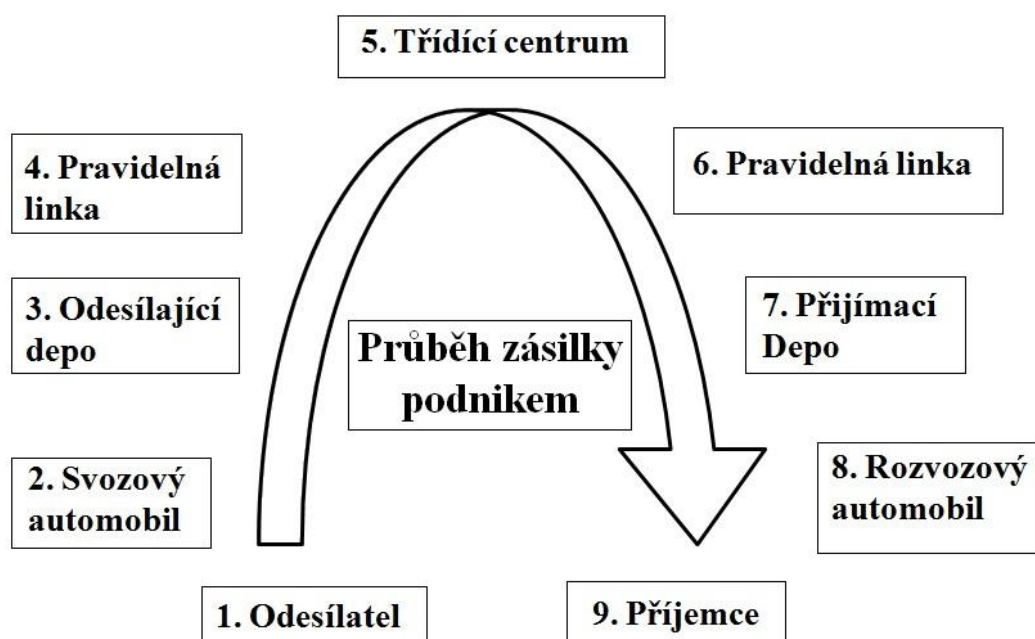 5. Třídící centrum
4. Pravidelná
linka
6. Pravidelná linka
3. Odesílající
depo
7. Přijímací
Depo
Průběh zásilky
podnikem
2. Svozový
automobil
8. Rozvozový
automobil
1. Odesílatel
9. Příjemce